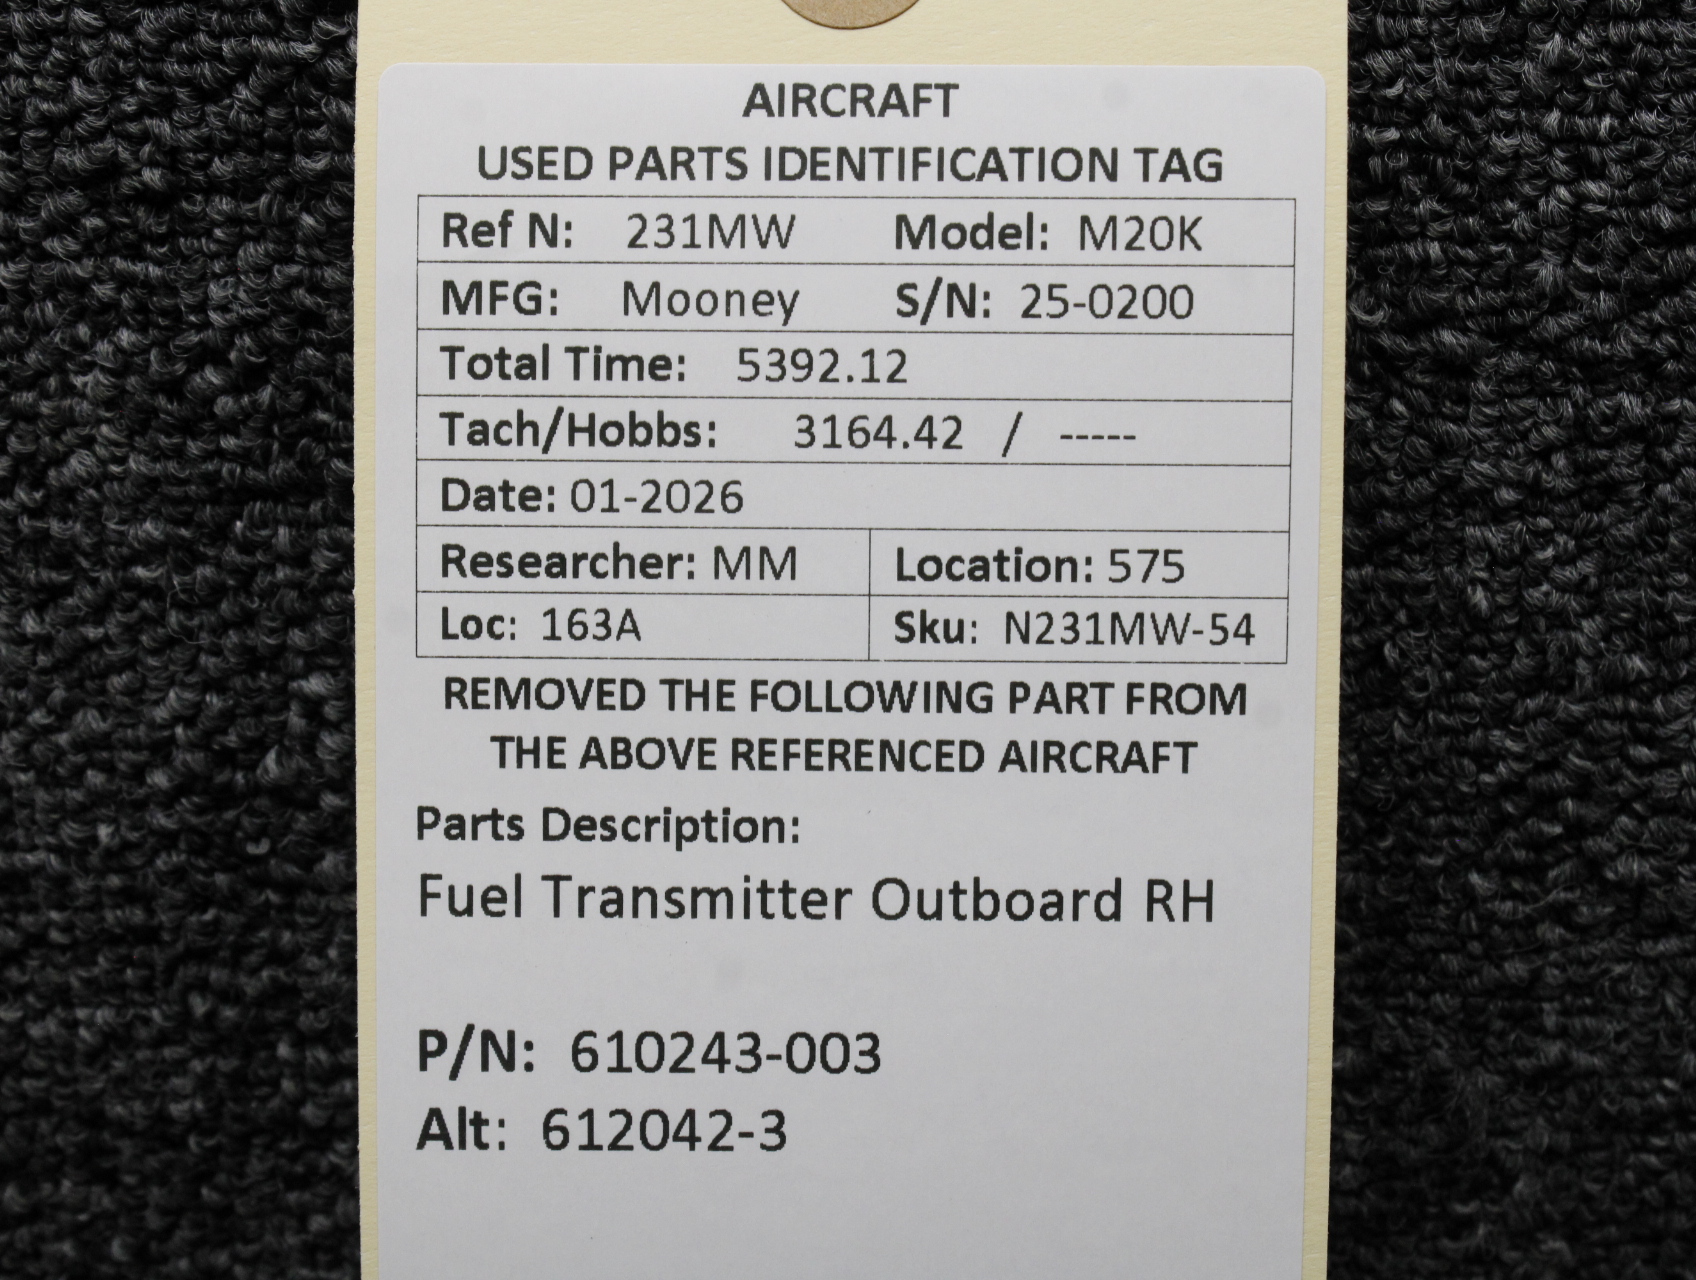 AIRCRAFT
USED PARTS IDENTIFICATION TAG
Ref N: 231MW Model: M20K
MFG: Mooney S/N: 25-0200
Total Time: 5392.12
Tach/Hobbs: 3164.42 / -----
Date: 01-2026
Researcher: MM Location: 575
Loc: 163A Sku: N231MW-54
REMOVED THE FOLLOWING PART FROM
THE ABOVE REFERENCED AIRCRAFT
Parts Description:
Fuel Transmitter Outboard RH
P/N: 610243-003
Alt: 612042-3